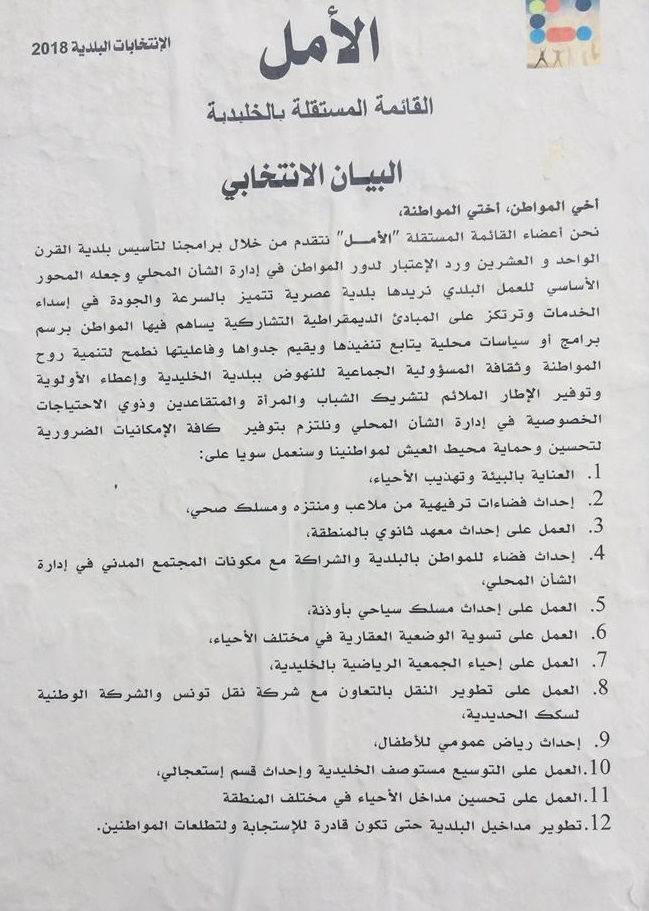 الإنتخابات البلدية 2018
الأمل
القائمة المستقلة بالخليدية
البيـان الانتخابي
أخي المواطن، أختي المواطنة،
نحن أعضاء القائمة المستقلة "الأمــل" نتقدم من خلال برامجنا لتأسيس بلدية القرن
الواحد و العشرين ورد الإعتبار لدور المواطن في إدارة الشأن المحلي وجعله المحور
الأساسي للعمل البلدي نريدها بلدية عصرية تتميز بالسرعة والجودة في إسداء
الخدمات وترتكز على المبادئ الديمقراطية التشاركية يساهم فيها المواطن برسم
برامج أو سياسات محلية يتابع تنفيذها ويقيم جدواها وفاعليتها نطمح لتنمية روح
المواطنة وثقافة المسؤولية الجماعية للنهوض ببلدية الخليدية وإعطاء الأولوية
وتوفير الإطار الملائم لتشريك الشباب والمرأة والمتقاعدين وذوي الاحتياجات
الخصوصية في إدارة الشأن المحلي ونلتزم بتوفير كافة الإمكانيات الضرورية
لتحسين وحماية محيط العيش لمواطنينا وسنعمل سويا على:
1. العناية بالبيئة وتهذيب الأحياء،
2. إحداث فضاءات ترفيهية من ملاعب ومنتزه ومسلك صحي،
3. العمل على إحداث معهد ثانوي بالمنطقة،
4. إحداث فضاء للمواطن بالبلدية والشراكة مع مكونات المجتمع المدني في إدارة
الشأن المحلي،
5. العمل على إحداث مسلك سياحي بأوذنة،
6. العمل على تسوية الوضعية العقارية في مختلف الأحياء،
7. العمل على إحياء الجمعية الرياضية بالخليدية،
8. العمل على تطوير النقل بالتعاون مع شركة نقل تونس والشركة الوطنية
لسكك الحديدية،
9. إحداث رياض عمومي للأطفال،
10.العمل على التوسيع مستوصف الخليدية وإحداث قسم إستعجالي،
11.العمل على تحسين مداخل الأحياء في مختلف المنطقة
12.تطوير مداخيل البلدية حتى تكون قادرة للإستجابة ولتطلعات المواطنين.